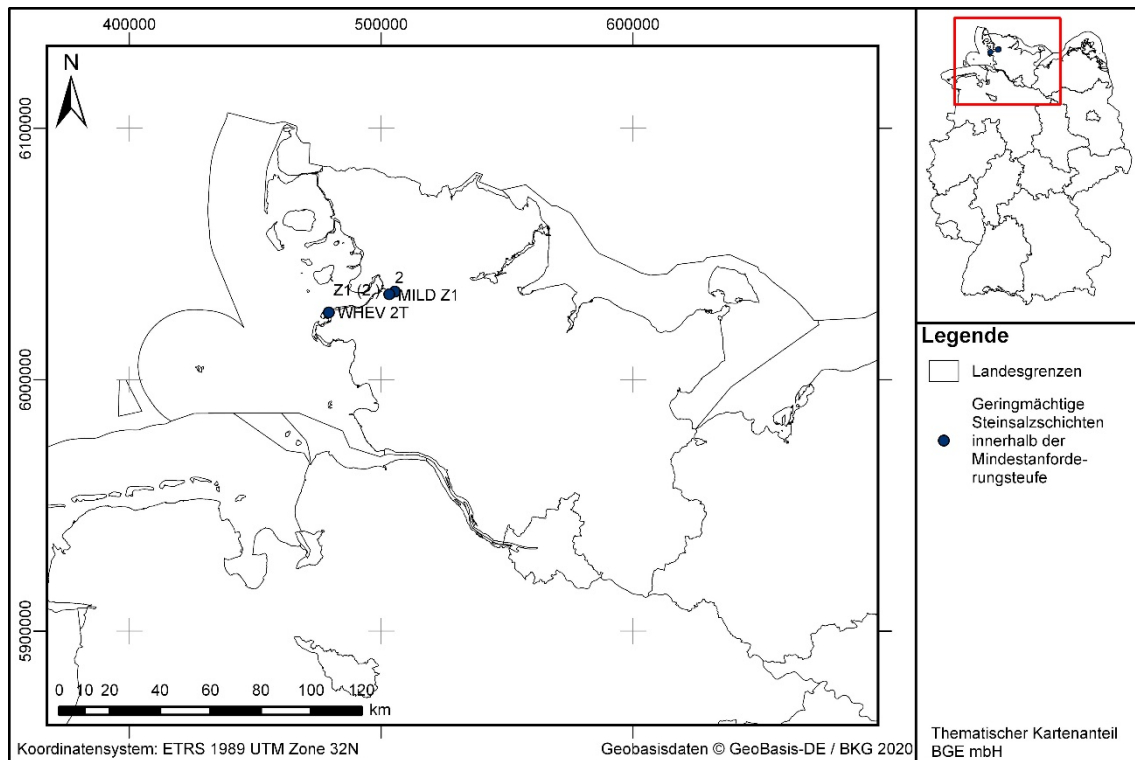 400000
500000
600000
N
6100000
6000000
5900000
Z1 (2.)
2
MILD Z1
WHEV 2T
0 10 20 40 60 80 100 120
km
Koordinatensystem: ETRS 1989 UTM Zone 32N
Geobasisdaten © GeoBasis-DE / BKG 2020
Legende
Landesgrenzen
Geringmächtige
Steinsalzschichten
innerhalb der
Mindestanforde-
rungsteufe
Thematischer Kartenanteil
BGE mbH